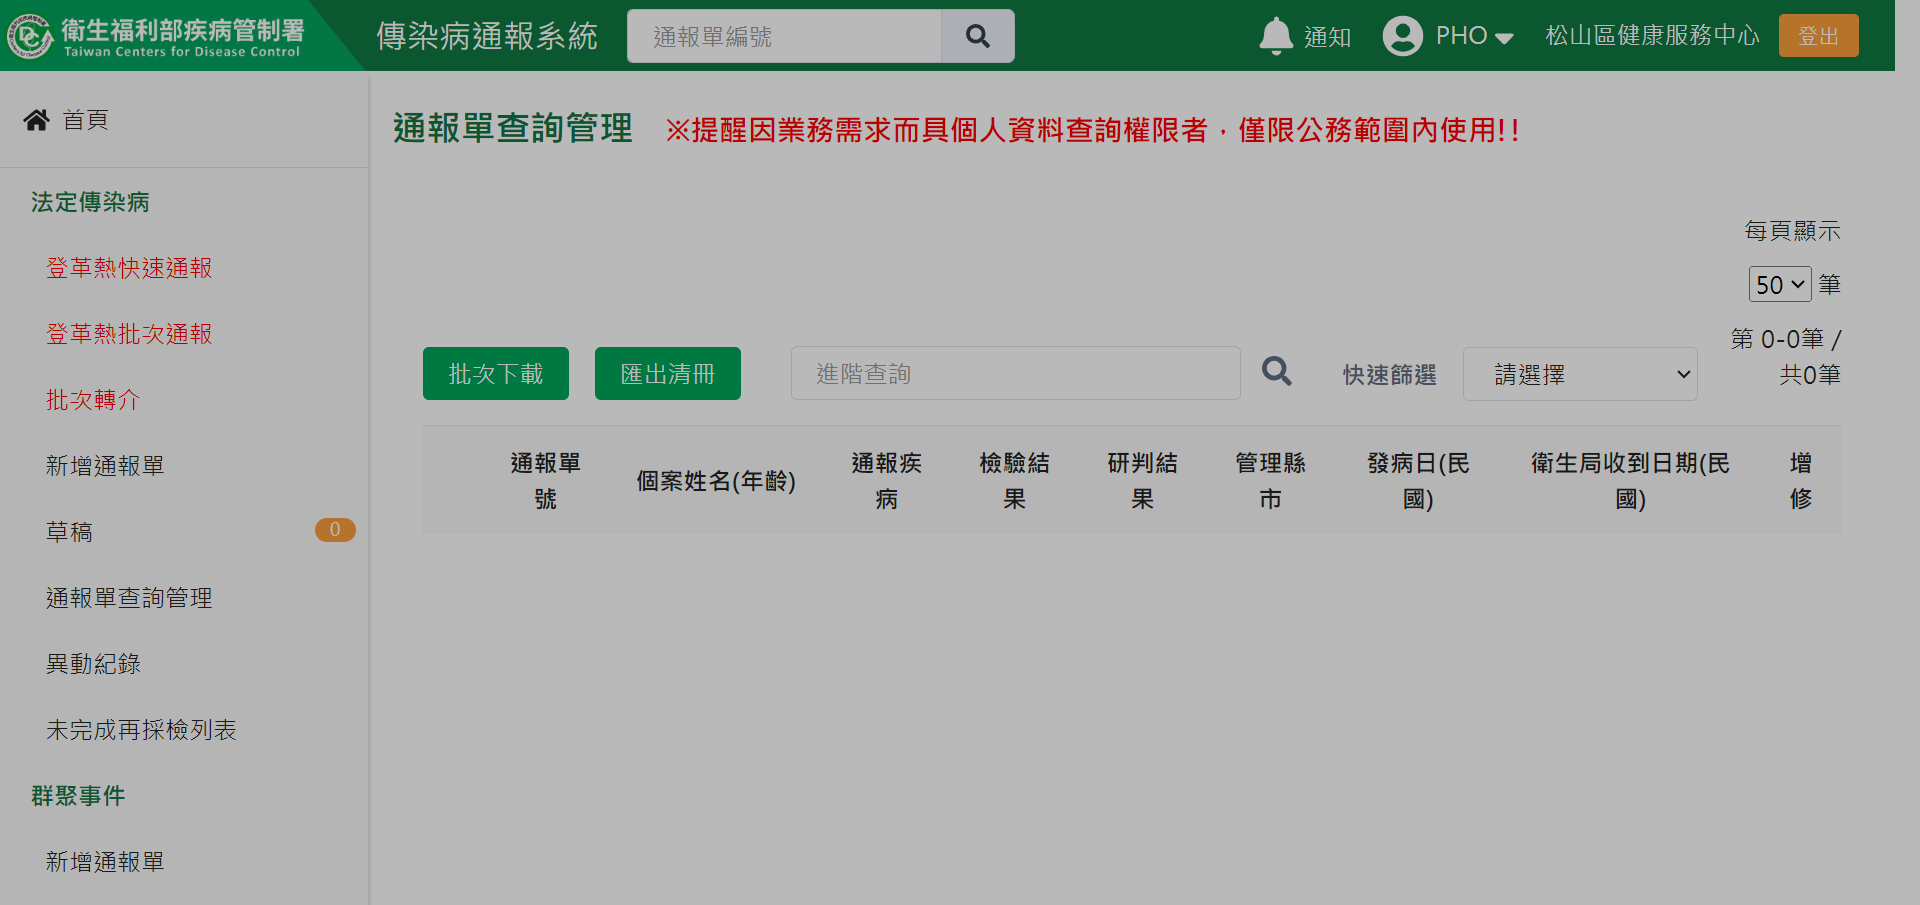 衛生福利部疾病管制署
Taiwan Centers for Disease Control
傳染病通報系統
通報單編號
通知
PHO
松山區健康服務中心
登出
首頁
法定傳染病
登革熱快速通報
登革熱批次通報
批次轉介
新增通報單
草稿
0
通報單查詢管理
異動紀錄
未完成再採檢列表
群聚事件
新增通報單
通報單查詢管理
※提醒因業務需求而具個人資料查詢權限者，僅限公務範圍內使用!!
每頁顯示
50 筆
第 0-0筆 /
共0筆
批次下載
匯出清冊
進階查詢
快速篩選
請選擇
通報單
號
個案姓名(年齡)
通報疾
病
檢驗結
果
研判結
果
管理縣
市
發病日(民
國)
衛生局收到日期(民
國)
增
修